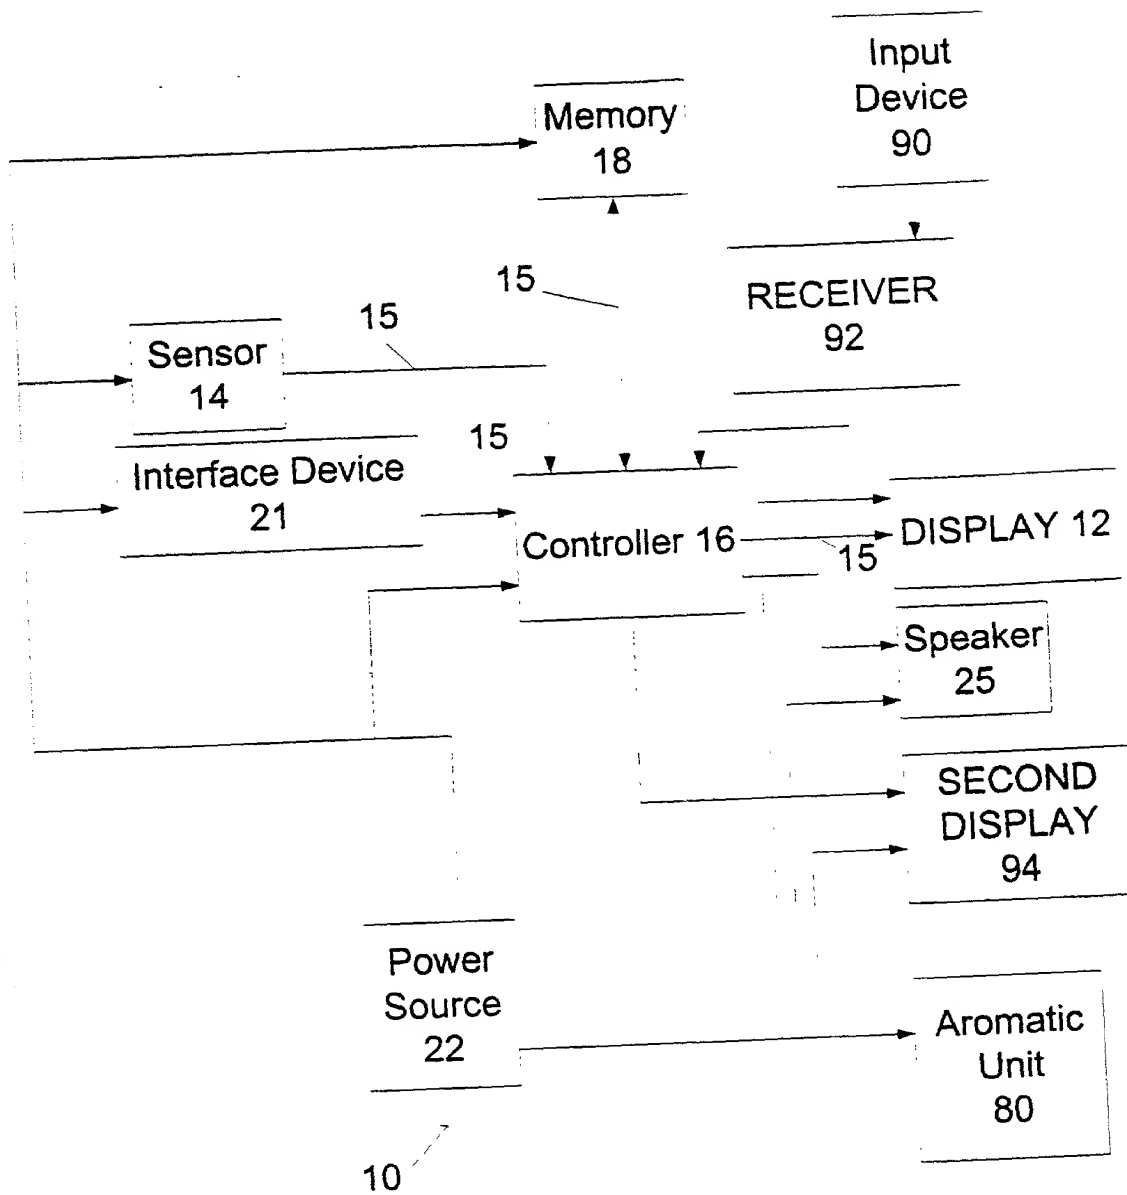 Input
Device
90
Memory
18
15
RECEIVER
92
15
Sensor
14
15
Interface Device
21
Controller 16
15
DISPLAY 12
Speaker
25
SECOND
DISPLAY
94
Power
Source
22
Aromatic
Unit
80
10